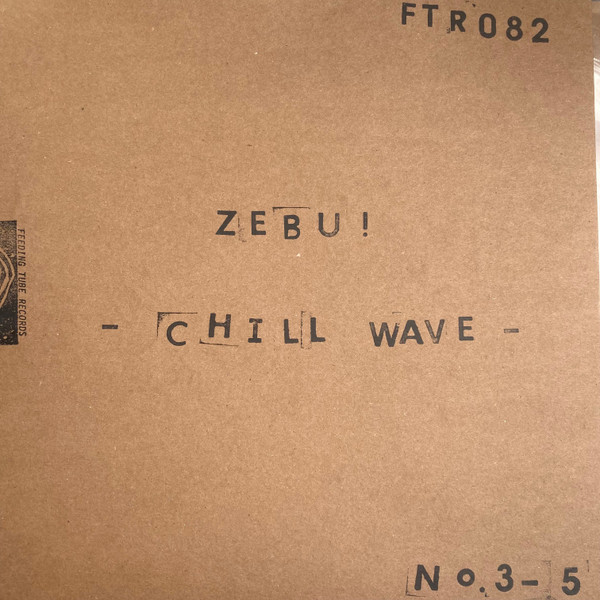 FTR082
ZEBU!
FEEDING TUBE RECORDS
- CHILL WAVE -
No. 3-5